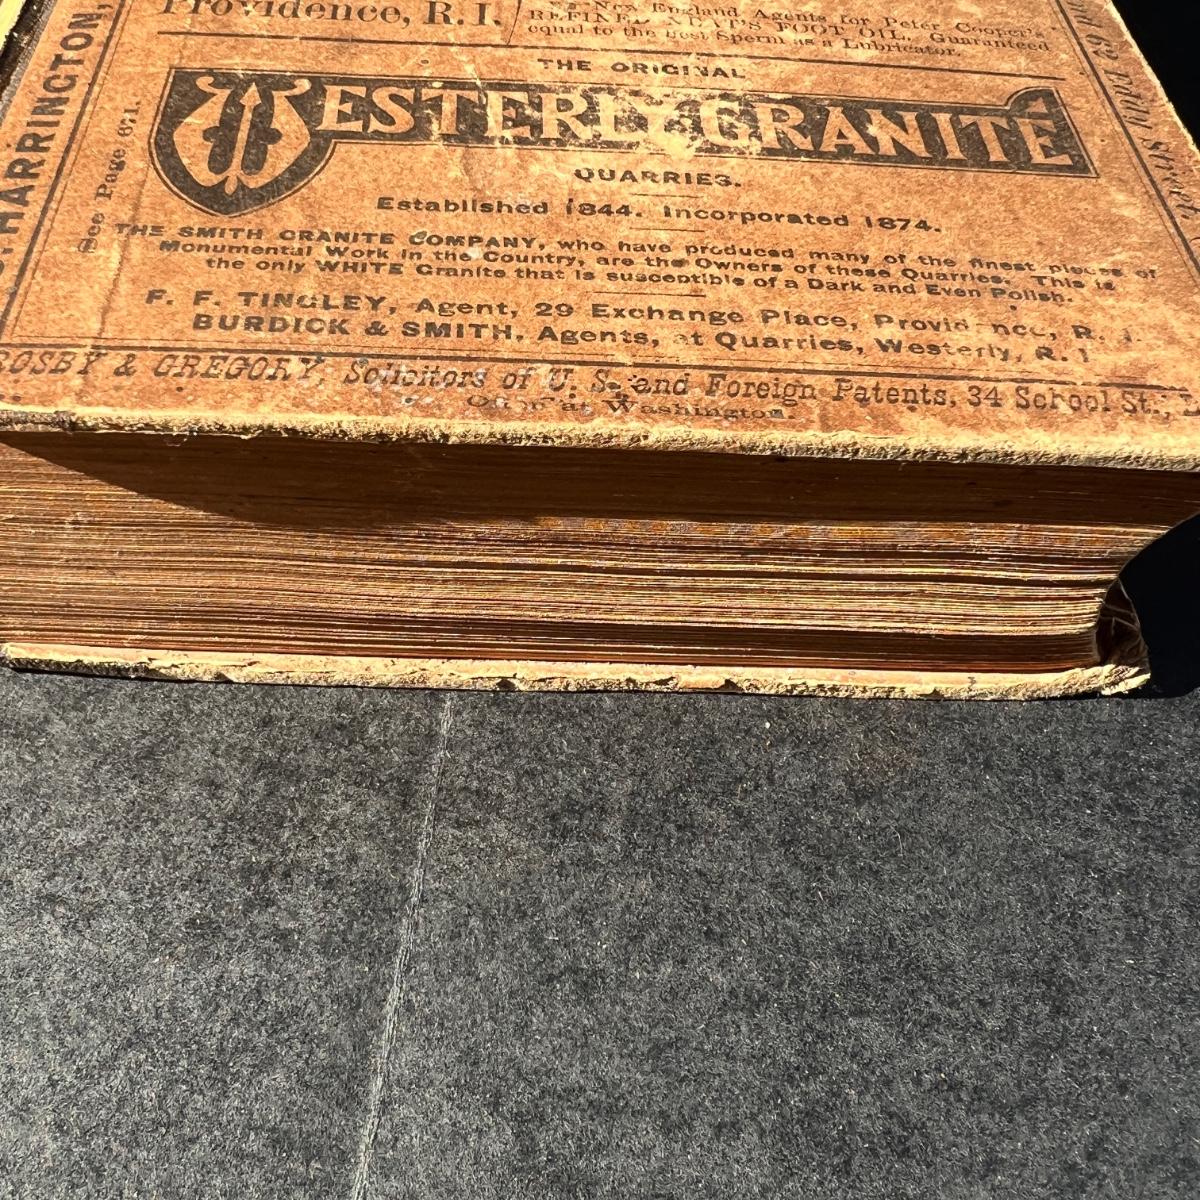 Providence, R. I.
New England Agents for Peter Cooper's
REFINED NEAT'S FOOT OIL. Guaranteed
equal to the best Sperm as a Lubricator.
HARRINGTON,
See Page 671.
THE ORIGINAL
WESTERLY GRANITE
QUARRIES.
Established 1844. Incorporated 1874.
THE SMITH GRANITE COMPANY, who have produced many of the finest pieces of
Monumental Work in the Country, are the Owners of these Quarries. This is
the only WHITE Granite that is susceptible of a Dark and Even Polish.
F. F. TINGLEY, Agent, 29 Exchange Place, Providence, R. I.
BURDICK & SMITH, Agents, at Quarries, Westerly, R. I.
ROSBY & GREGORY, Solicitors of U. S. and Foreign Patents, 34 School St.,
Office at Washington.